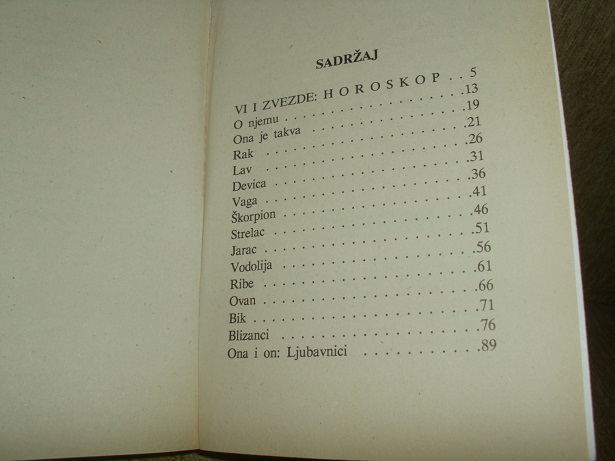 SADRŽAJ
VI I ZVEZDE: H O R O S K O P . . 5
O njemu . . . . . . . . . . . . . . . . . .13
Ona je takva . . . . . . . . . . . . . . .19
Rak . . . . . . . . . . . . . . . . . . . .21
Lav . . . . . . . . . . . . . . . . . . . .26
Devica . . . . . . . . . . . . . . . . . .31
Vaga . . . . . . . . . . . . . . . . . . .36
Škorpion . . . . . . . . . . . . . . . . .41
Strelac . . . . . . . . . . . . . . . . . .46
Jarac . . . . . . . . . . . . . . . . . . .51
Vodolija . . . . . . . . . . . . . . . . .56
Ribe . . . . . . . . . . . . . . . . . . .61
Ovan . . . . . . . . . . . . . . . . . . .66
Bik . . . . . . . . . . . . . . . . . . . .71
Blizanci . . . . . . . . . . . . . . . . .76
Ona i on: Ljubavnici . . . . . . . . . .89